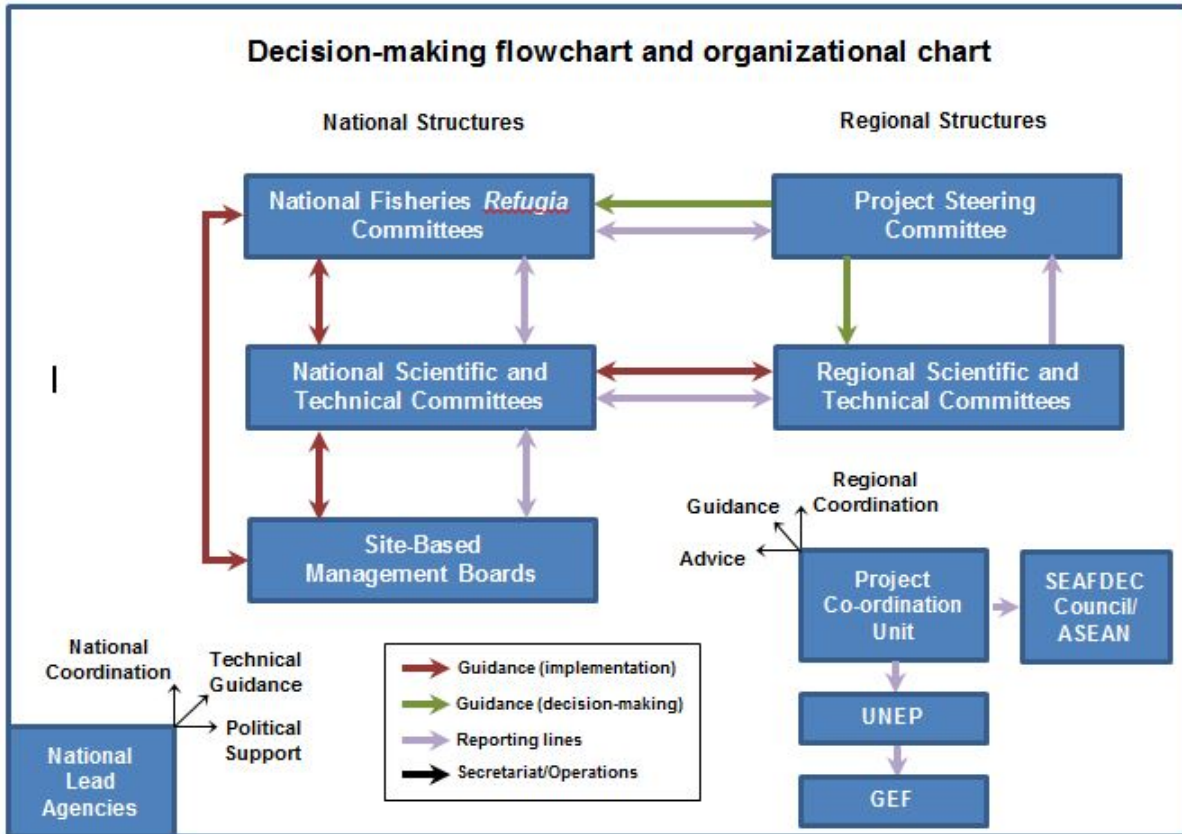 Decision-making flowchart and organizational chart
National Structures
Regional Structures
National Fisheries Refugia
Committees
Project Steering
Committee
National Scientific and
Technical Committees
Regional Scientific and
Technical Committees
Site-Based
Management Boards
Regional
Coordination
Guidance
Advice
Project
Co-ordination
Unit
SEAFDEC
Council/
ASEAN
UNEP
GEF
National
Coordination
Technical
Guidance
Political
Support
National
Lead
Agencies
Guidance (implementation)
Guidance (decision-making)
Reporting lines
Secretariat/Operations